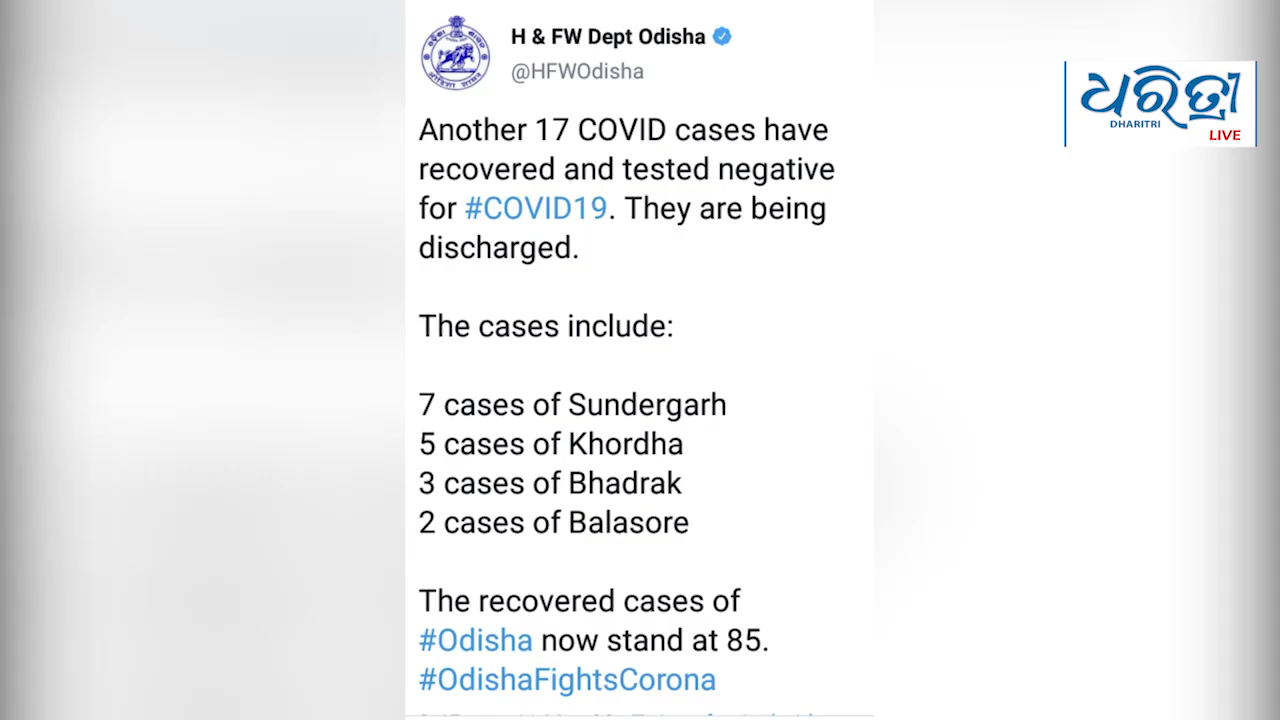 H & FW Dept Odisha
@HFWOdisha
ଧରିତ୍ରୀ
DHARITRI
LIVE
Another 17 COVID cases have
recovered and tested negative
for #COVID19. They are being
discharged.
The cases include:
7 cases of Sundergarh
5 cases of Khordha
3 cases of Bhadrak
2 cases of Balasore
The recovered cases of
#Odisha now stand at 85.
#OdishaFightsCorona